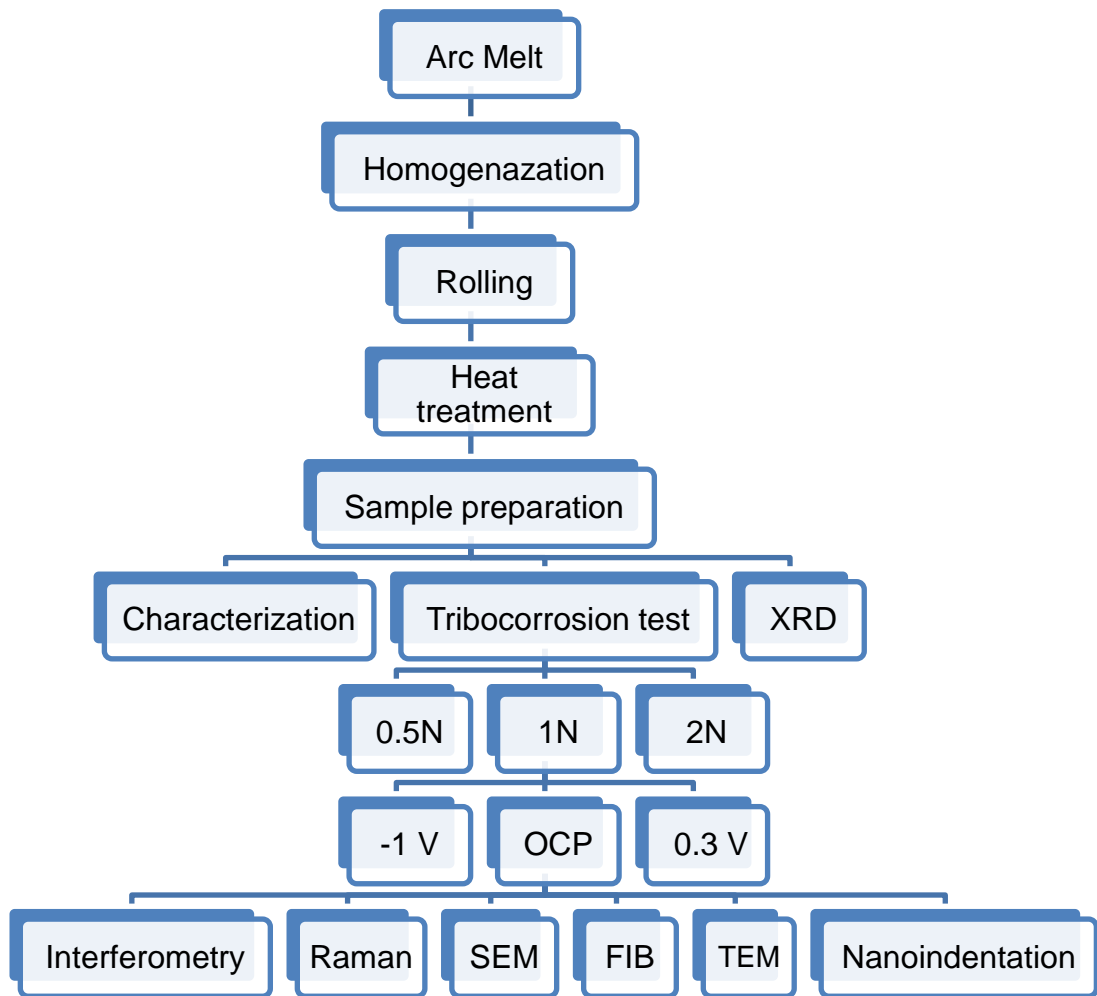 Arc Melt
Homogenazation
Rolling
Heat
treatment
Sample preparation
Characterization
Tribocorrosion test
XRD
0.5N
1N
2N
-1 V
OCP
0.3 V
Interferometry
Raman
SEM
FIB
TEM
Nanoindentation